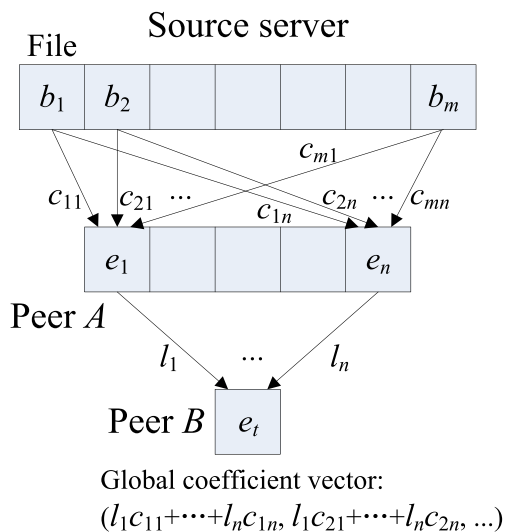 Source server
File
b₁ b₂ bₘ
cₘ₁
c₁₁ c₂₁ ··· c₁ₙ c₂ₙ ··· cₘₙ
e₁ eₙ
Peer A
l₁ ··· lₙ
Peer B eₜ
Global coefficient vector:
(l₁c₁₁+···+lₙc₁ₙ, l₁c₂₁+···+lₙc₂ₙ, ...)